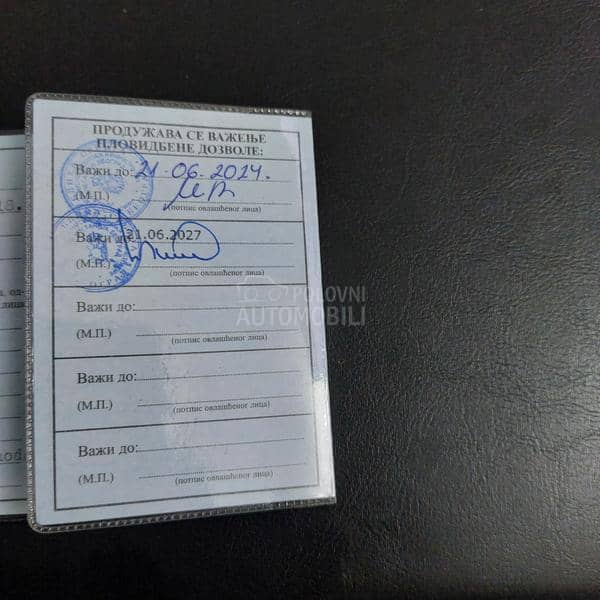 ПРОДУЖАВА СЕ ВАЖЕЊЕ
ПЛОВИДБЕНЕ ДОЗВОЛЕ:
Важи до: 21.06.2024.
(М.П.)
(потпис овлашћеног лица)
Важи до: 21.06.2027
(М.П.)
(потпис овлашћеног лица)
Важи до:
(М.П.)
(потпис овлашћеног лица)
Важи до:
(М.П.)
(потпис овлашћеног лица)
Важи до:
(М.П.)
(потпис овлашћеног лица)
POLOVNI
AUTOMOBILI